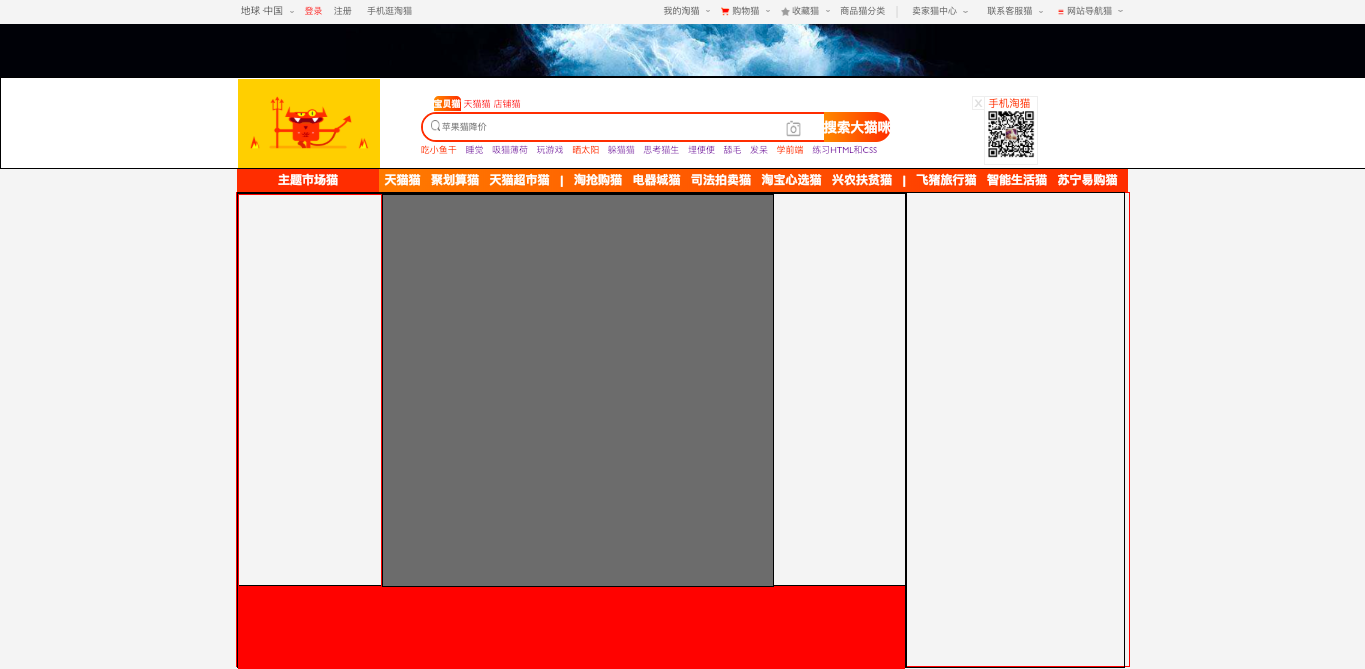 地球·中国 登录 注册 手机逛淘猫 我的淘猫 购物猫 收藏猫 商品猫分类 | 卖家猫中心 联系客服猫 网站导航猫
宝贝猫 天猫猫 店铺猫
苹果猫降价 搜索大猫咪
吃小鱼干 睡觉 吸猫薄荷 玩游戏 晒太阳 躲猫猫 思考猫生 埋便便 舔毛 发呆 学前端 练习HTML和CSS
X 手机淘猫
主题市场猫 天猫猫 聚划算猫 天猫超市猫 | 淘抢购猫 电器城猫 司法拍卖猫 淘宝心选猫 兴农扶贫猫 | 飞猪旅行猫 智能生活猫 苏宁易购猫